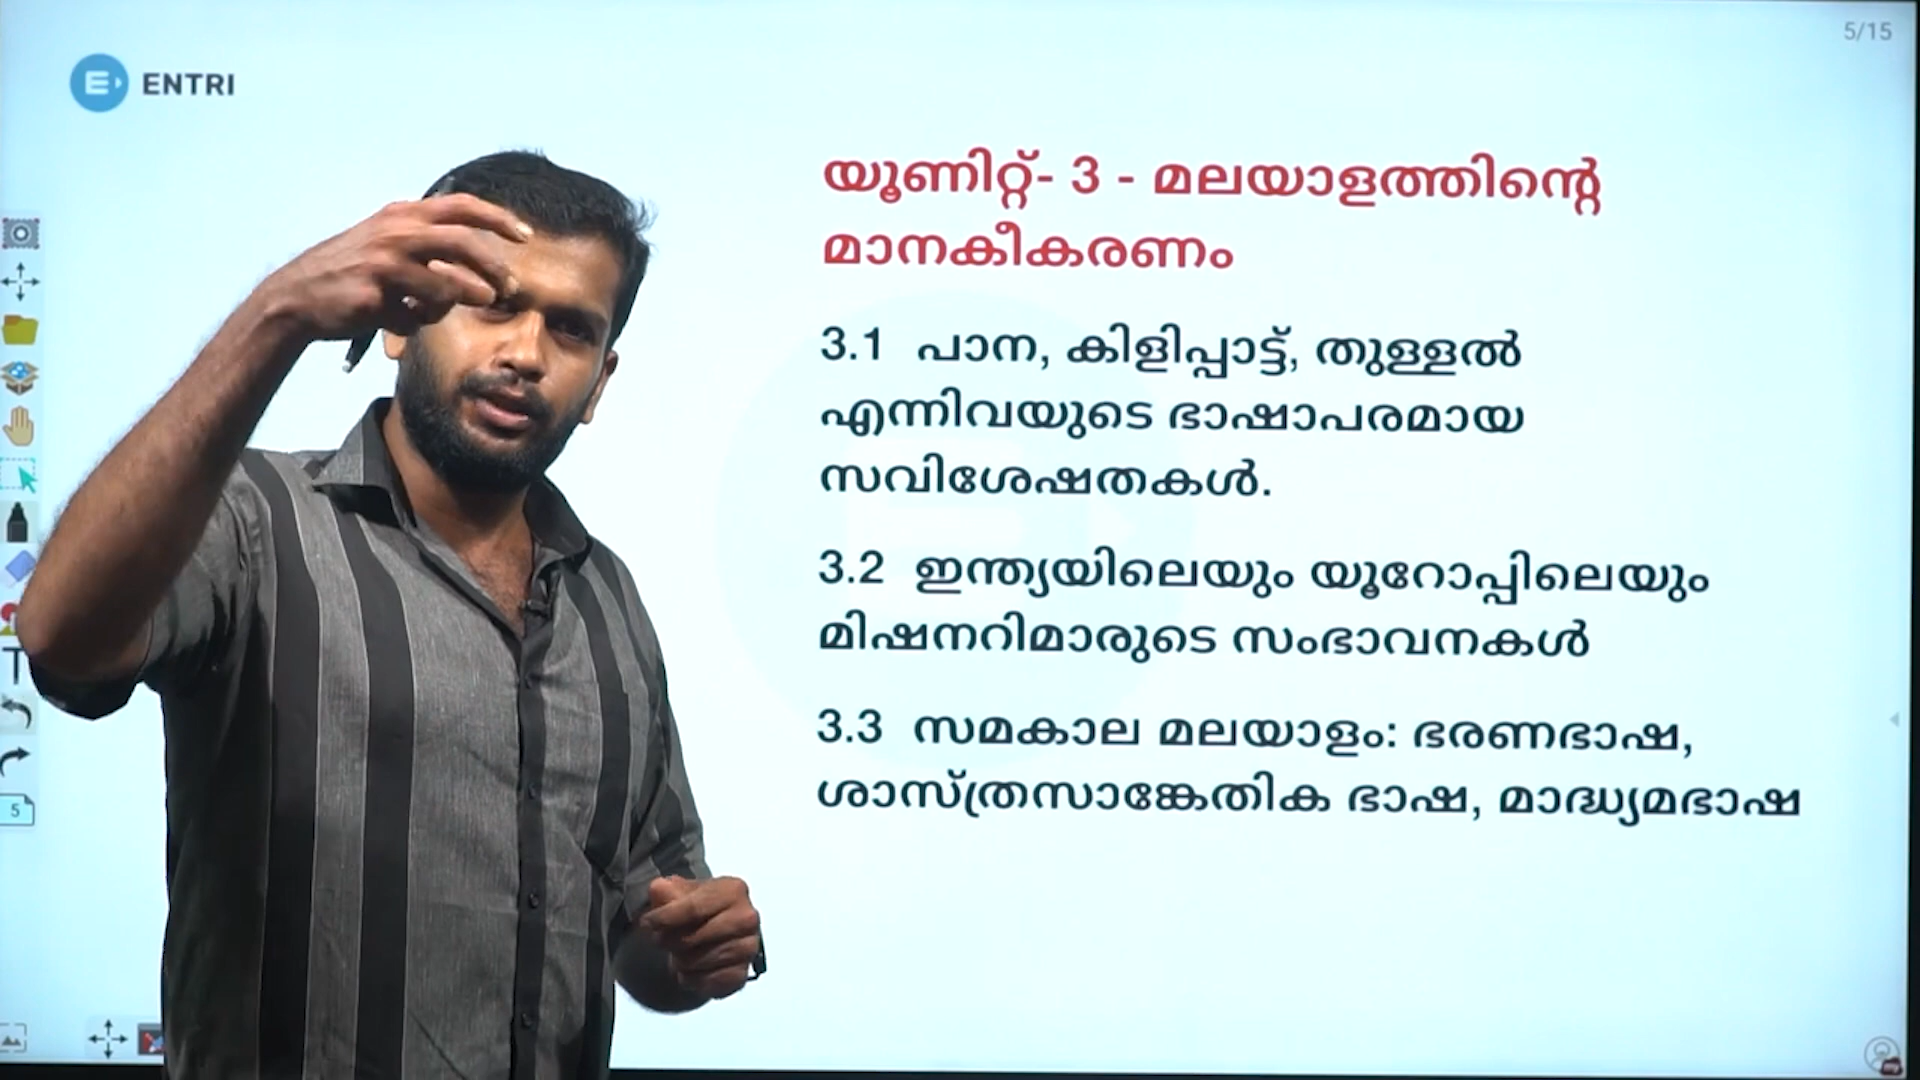 5/15
ENTRI
യൂണിറ്റ്- 3 - മലയാളത്തിന്റെ
മാനകീകരണം
3.1 പാന, കിളിപ്പാട്ട്, തുള്ളൽ
എന്നിവയുടെ ഭാഷാപരമായ
സവിശേഷതകൾ.
3.2 ഇന്ത്യയിലെയും യൂറോപ്പിലെയും
മിഷനറിമാരുടെ സംഭാവനകൾ
3.3 സമകാല മലയാളം: ഭരണഭാഷ,
ശാസ്ത്രസാങ്കേതിക ഭാഷ, മാദ്ധ്യമഭാഷ
T
5